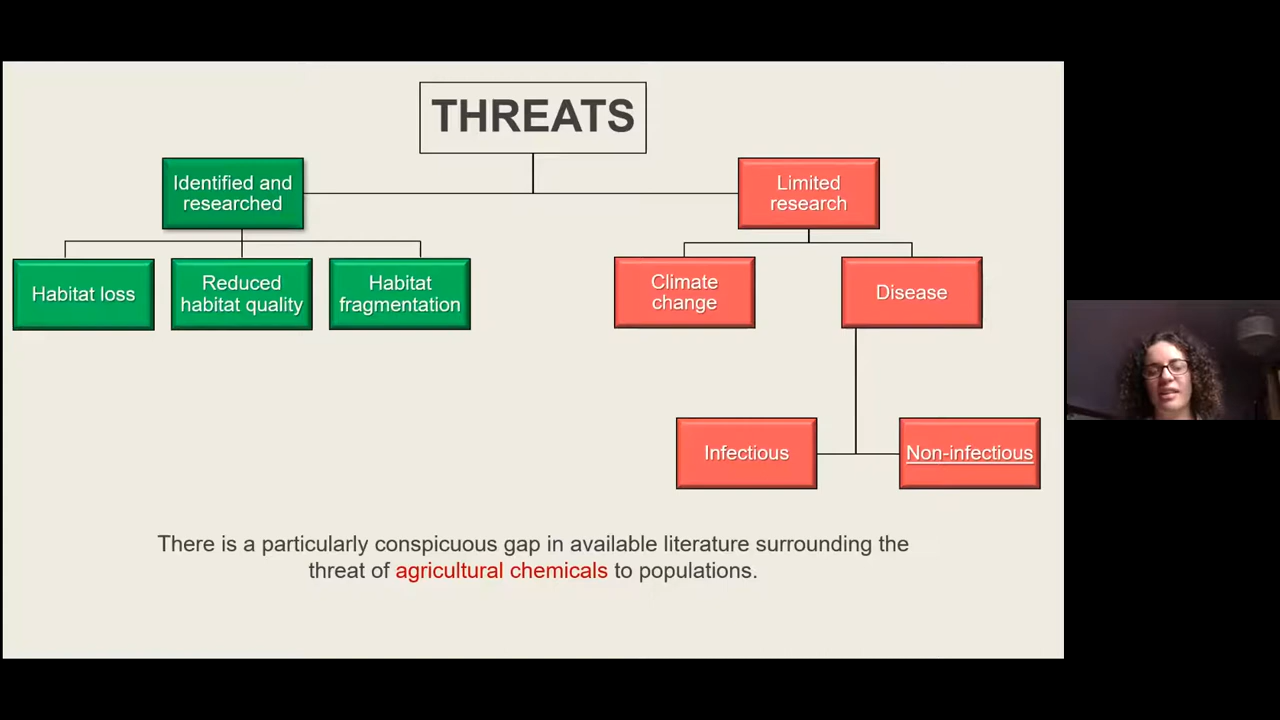 THREATS
Identified and
researched
Limited
research
Habitat loss
Reduced
habitat quality
Habitat
fragmentation
Climate
change
Disease
Infectious
Non-infectious
There is a particularly conspicuous gap in available literature surrounding the
threat of agricultural chemicals to populations.